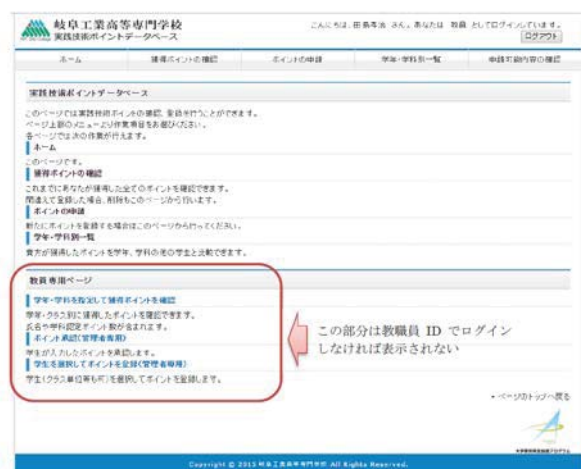 岐阜工業高等専門学校
実践技術ポイントデータベース
こんにちは、田島孝治 さん。あなたは 教員 としてログインしています。
ログアウト
ホーム
獲得ポイントの確認
ポイントの申請
学年・学科別一覧
申請可能内容の確認
実践技術ポイントデータベース
このページでは実践技術ポイントの確認、登録を行うことができます。
ページ上部のメニューより作業項目をお選びください。
各ページでは次の作業が行えます。
ホーム
このページです。
獲得ポイントの確認
これまでにあなたが獲得した全てのポイントを確認できます。
間違えて登録した場合、削除もこのページから行います。
ポイントの申請
新たにポイントを登録する場合はこのページから行ってください。
学年・学科別一覧
貴方が獲得したポイントを学年、学科の他の学生と比較できます。
教員専用ページ
学年・学科を指定して獲得ポイントを確認
学年・クラス別に獲得したポイントを確認できます。
氏名や学科認定ポイント数が含まれます。
ポイント承認(管理者専用)
学生が入力したポイントを承認します。
学生を選択してポイントを登録(管理者専用)
学生(クラス単位等も可)を選択してポイントを登録します。
この部分は教職員 ID でログイン
しなければ表示されない
ページのトップへ戻る
Copyright © 2013 岐阜工業高等専門学校 All Rights Reserved.